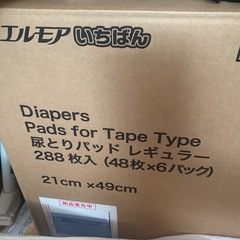 エルモア いちばん
Diapers
Pads for Tape Type
尿とりパッド レギュラー
288 枚入 (48枚×6パック)
21cm ×49cm